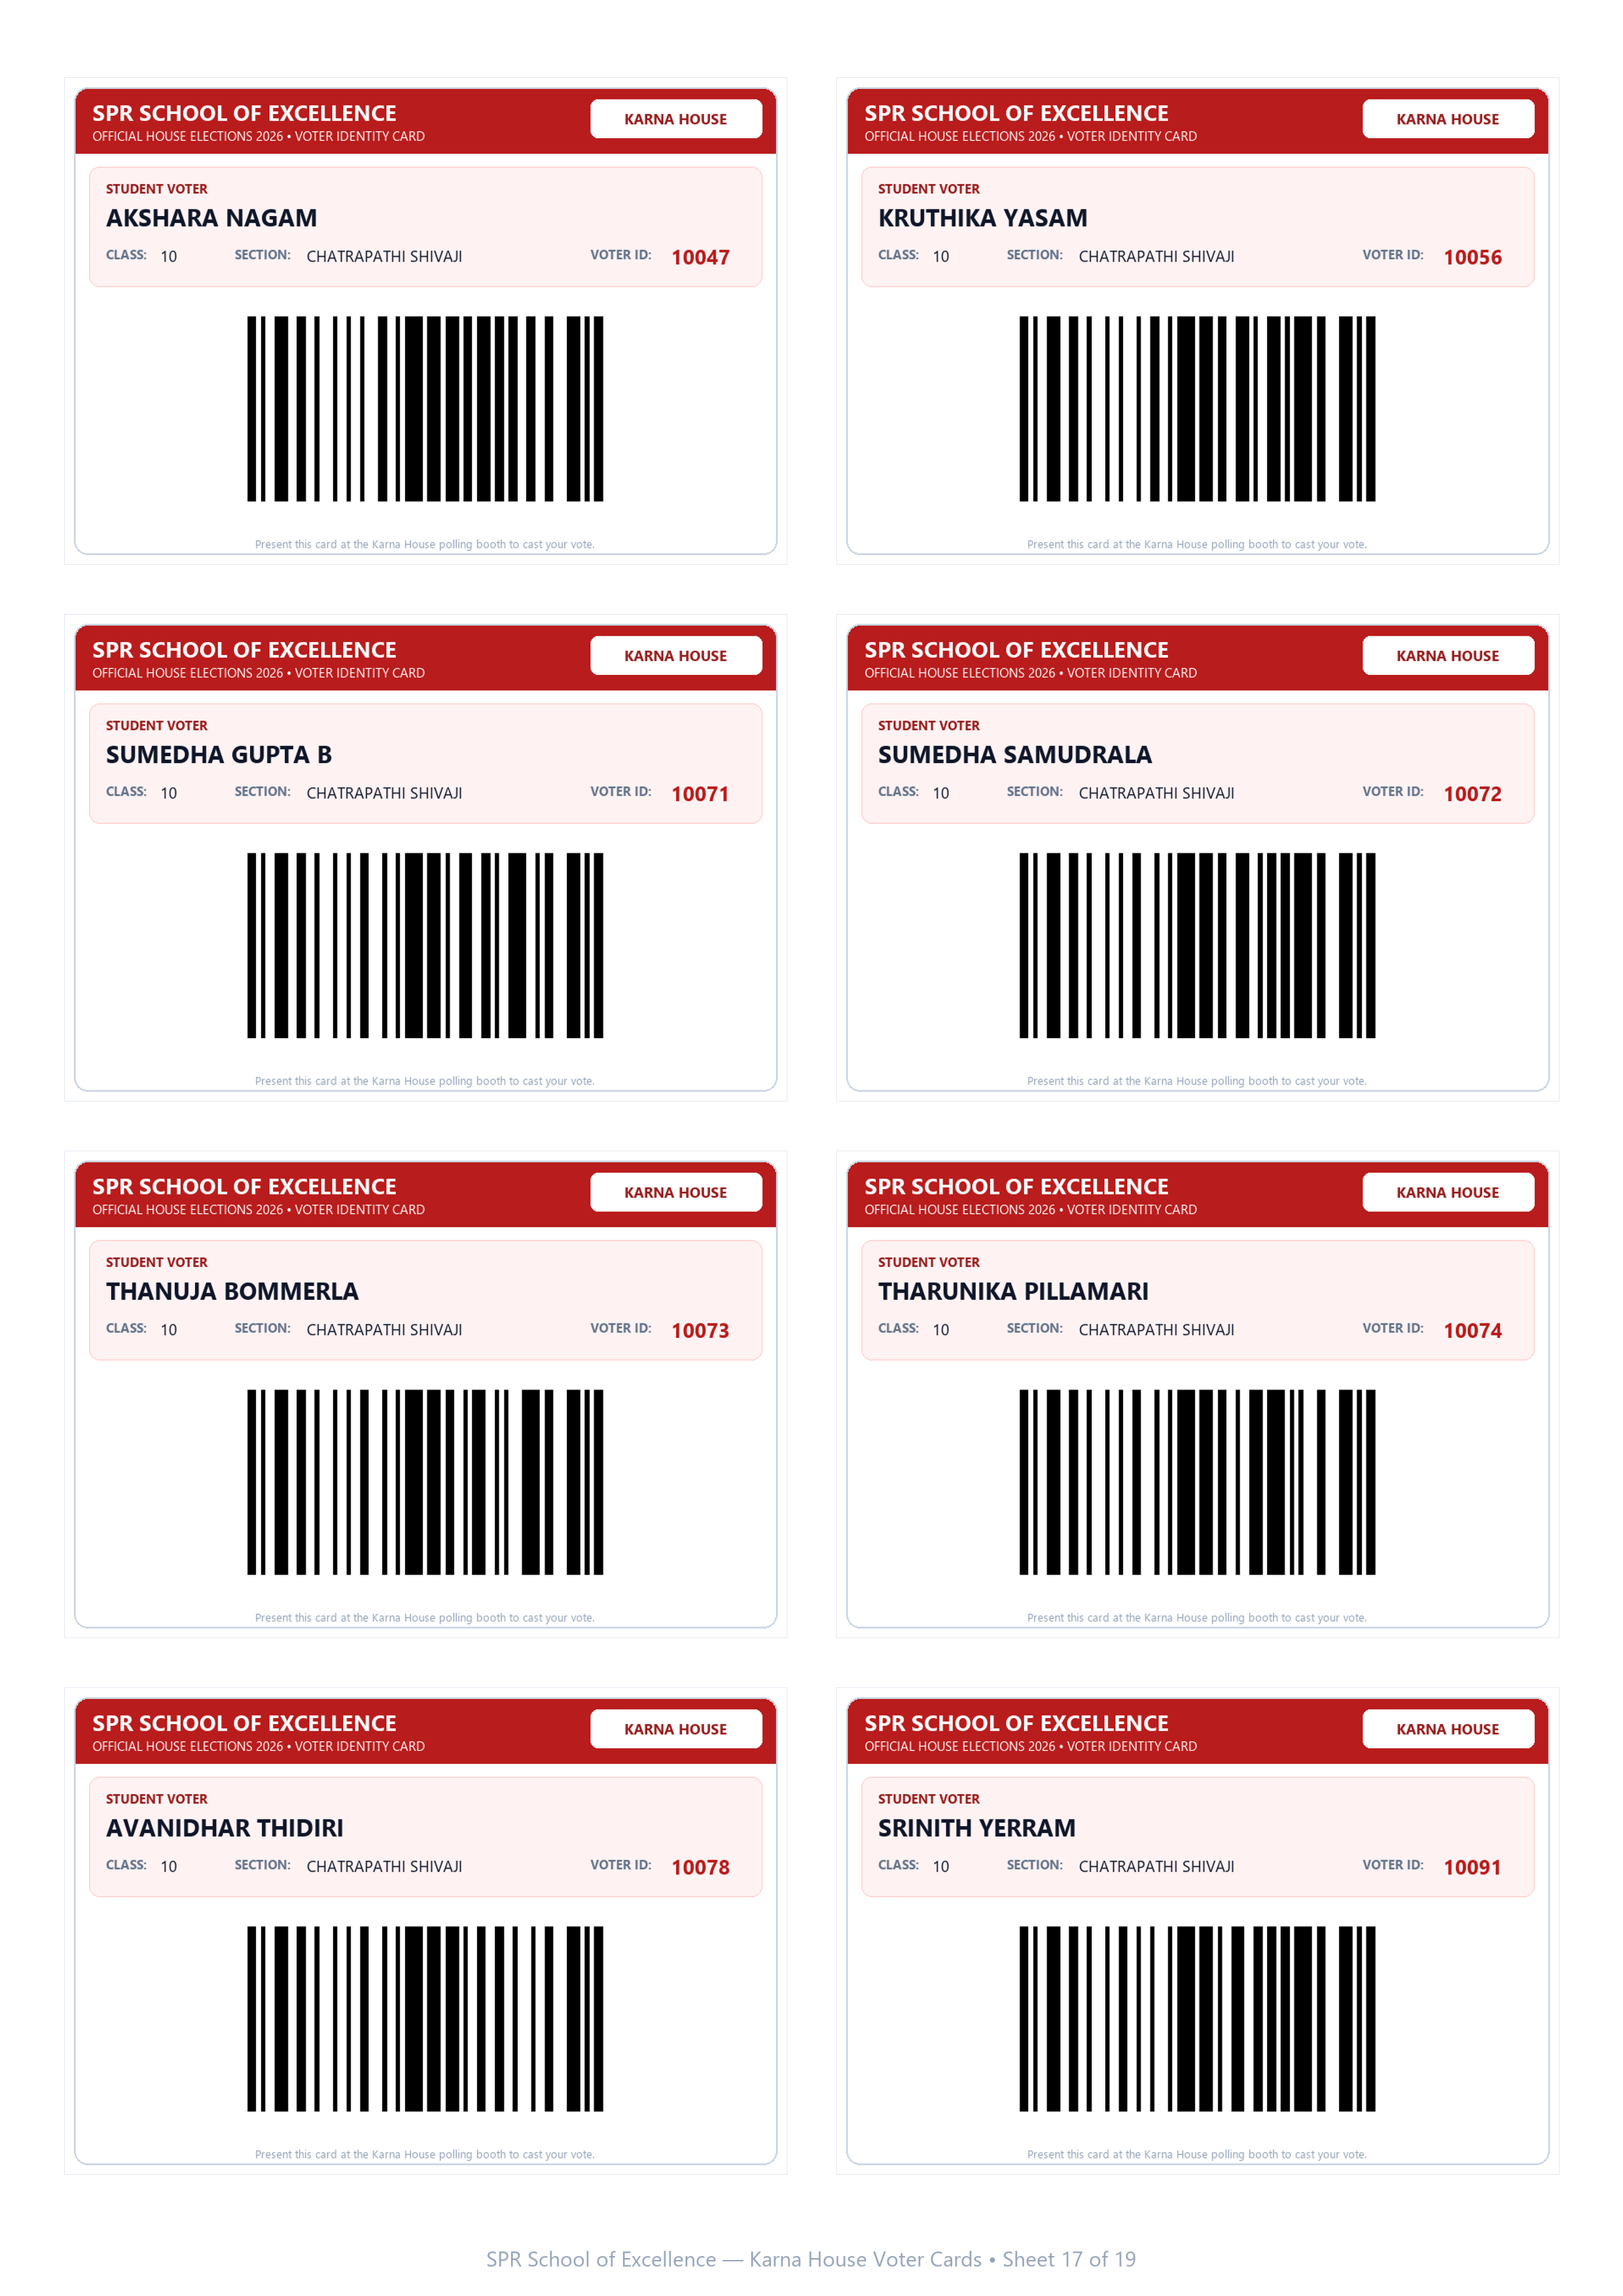 SPR SCHOOL OF EXCELLENCE
OFFICIAL HOUSE ELECTIONS 2026 • VOTER IDENTITY CARD
KARNA HOUSE
STUDENT VOTER
AKSHARA NAGAM
CLASS: 10 SECTION: CHATRAPATHI SHIVAJI VOTER ID: 10047
Present this card at the Karna House polling booth to cast your vote.
SPR SCHOOL OF EXCELLENCE
OFFICIAL HOUSE ELECTIONS 2026 • VOTER IDENTITY CARD
KARNA HOUSE
STUDENT VOTER
KRUTHIKA YASAM
CLASS: 10 SECTION: CHATRAPATHI SHIVAJI VOTER ID: 10056
Present this card at the Karna House polling booth to cast your vote.
SPR SCHOOL OF EXCELLENCE
OFFICIAL HOUSE ELECTIONS 2026 • VOTER IDENTITY CARD
KARNA HOUSE
STUDENT VOTER
SUMEDHA GUPTA B
CLASS: 10 SECTION: CHATRAPATHI SHIVAJI VOTER ID: 10071
Present this card at the Karna House polling booth to cast your vote.
SPR SCHOOL OF EXCELLENCE
OFFICIAL HOUSE ELECTIONS 2026 • VOTER IDENTITY CARD
KARNA HOUSE
STUDENT VOTER
SUMEDHA SAMUDRALA
CLASS: 10 SECTION: CHATRAPATHI SHIVAJI VOTER ID: 10072
Present this card at the Karna House polling booth to cast your vote.
SPR SCHOOL OF EXCELLENCE
OFFICIAL HOUSE ELECTIONS 2026 • VOTER IDENTITY CARD
KARNA HOUSE
STUDENT VOTER
THANUJA BOMMERLA
CLASS: 10 SECTION: CHATRAPATHI SHIVAJI VOTER ID: 10073
Present this card at the Karna House polling booth to cast your vote.
SPR SCHOOL OF EXCELLENCE
OFFICIAL HOUSE ELECTIONS 2026 • VOTER IDENTITY CARD
KARNA HOUSE
STUDENT VOTER
THARUNIKA PILLAMARI
CLASS: 10 SECTION: CHATRAPATHI SHIVAJI VOTER ID: 10074
Present this card at the Karna House polling booth to cast your vote.
SPR SCHOOL OF EXCELLENCE
OFFICIAL HOUSE ELECTIONS 2026 • VOTER IDENTITY CARD
KARNA HOUSE
STUDENT VOTER
AVANIDHAR THIDIRI
CLASS: 10 SECTION: CHATRAPATHI SHIVAJI VOTER ID: 10078
Present this card at the Karna House polling booth to cast your vote.
SPR SCHOOL OF EXCELLENCE
OFFICIAL HOUSE ELECTIONS 2026 • VOTER IDENTITY CARD
KARNA HOUSE
STUDENT VOTER
SRINITH YERRAM
CLASS: 10 SECTION: CHATRAPATHI SHIVAJI VOTER ID: 10091
Present this card at the Karna House polling booth to cast your vote.
SPR School of Excellence — Karna House Voter Cards • Sheet 17 of 19